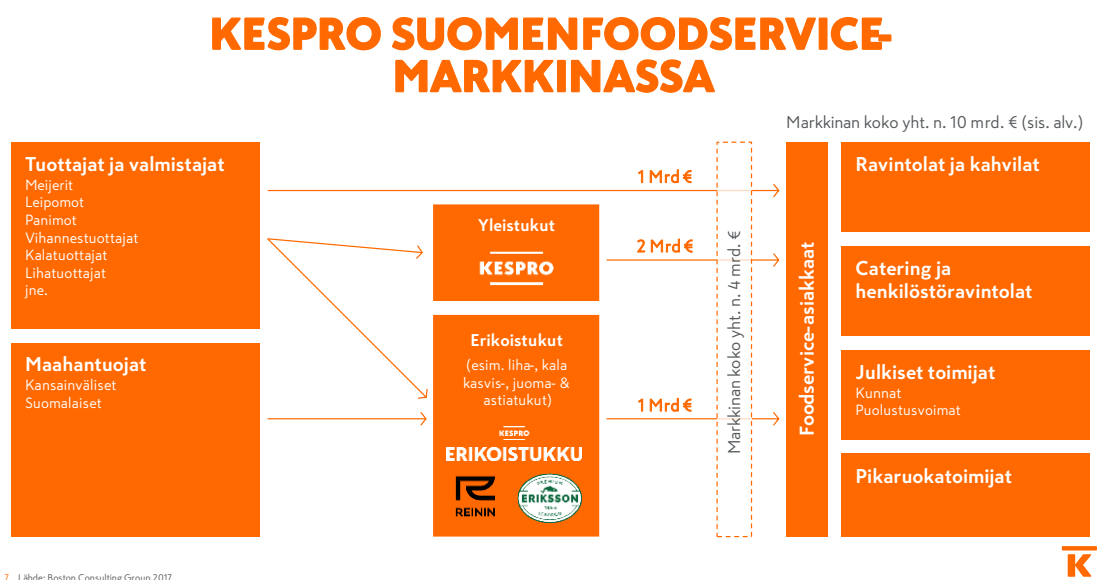 KESPRO SUOMENFOODSERVICE-
MARKKINASSA
Markkinan koko yht. n. 10 mrd. € (sis. alv.)
Tuottajat ja valmistajat
Meijerit
Leipomot
Panimot
Vihannestuottajat
Kalatuottajat
Lihatuottajat
jne.
Maahantuojat
Kansainväliset
Suomalaiset
Yleistukut
KESPRO
Erikoistukut
(esim. liha-, kala
kasvis-, juoma- &
astiatukut)
KESPRO
ERIKOISTUKKU
REININ
PREMIUM
ERIKSSON
1 Mrd €
2 Mrd €
1 Mrd €
Markkinan koko yht. n. 4 mrd. €
Foodservice-asiakkaat
Ravintolat ja kahvilat
Catering ja
henkilöstöravintolat
Julkiset toimijat
Kunnat
Puolustusvoimat
Pikaruokatoimijat
7 Lähde: Boston Consulting Group 2017
K